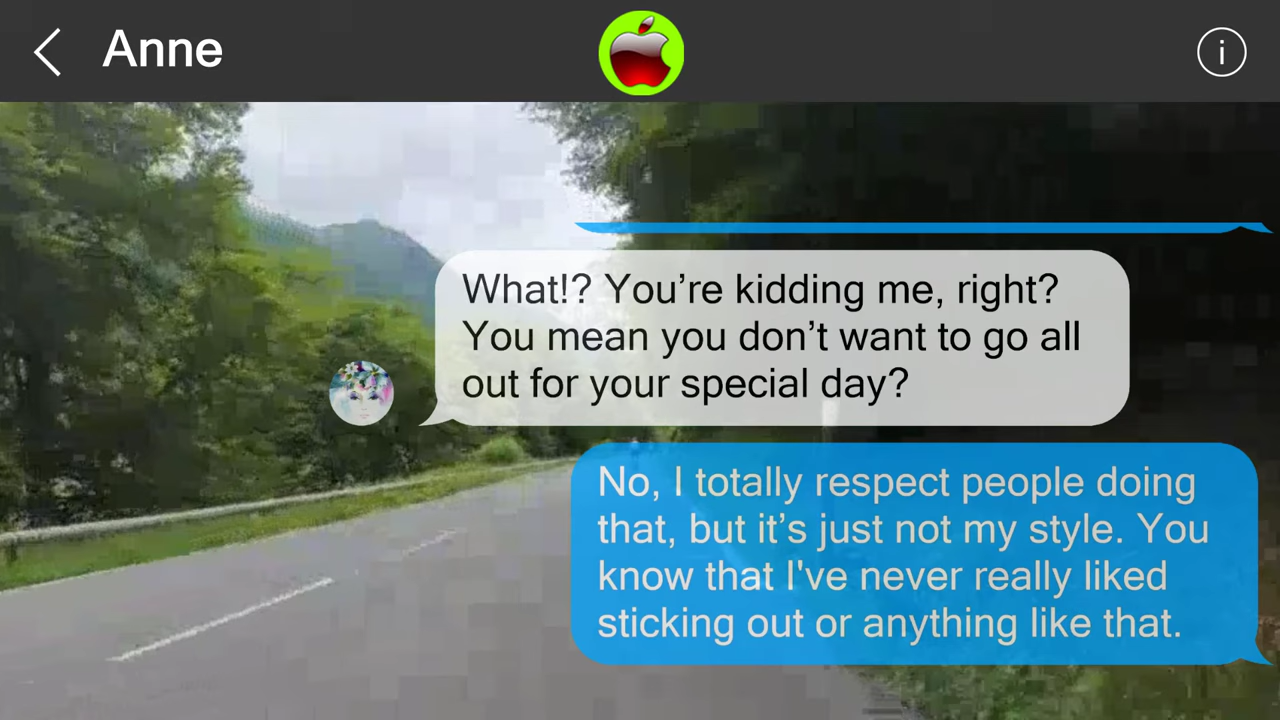 Anne
What!? You’re kidding me, right?
You mean you don’t want to go all
out for your special day?
No, I totally respect people doing
that, but it’s just not my style. You
know that I've never really liked
sticking out or anything like that.